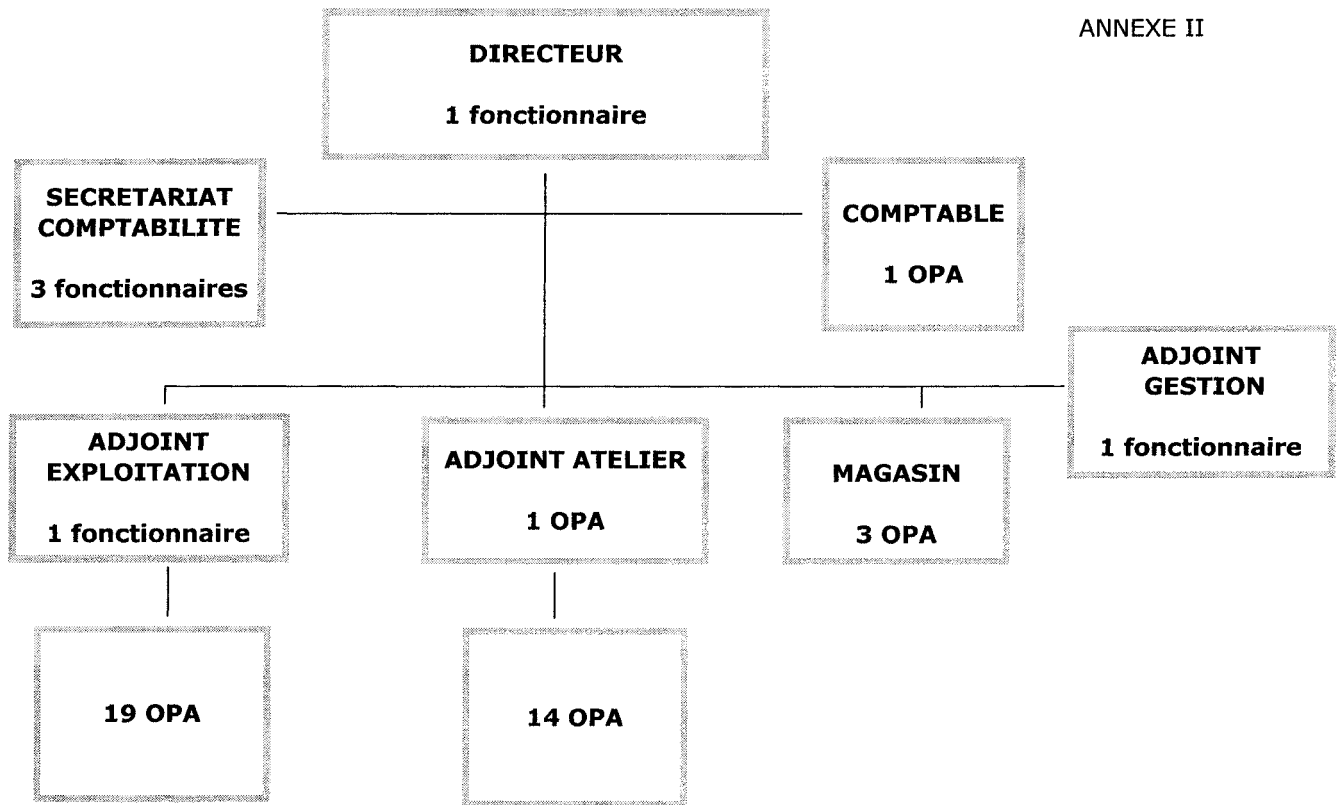 ANNEXE II
DIRECTEUR
1 fonctionnaire
SECRETARIAT
COMPTABILITE
3 fonctionnaires
COMPTABLE
1 OPA
ADJOINT
GESTION
1 fonctionnaire
ADJOINT
EXPLOITATION
1 fonctionnaire
ADJOINT ATELIER
1 OPA
MAGASIN
3 OPA
19 OPA
14 OPA